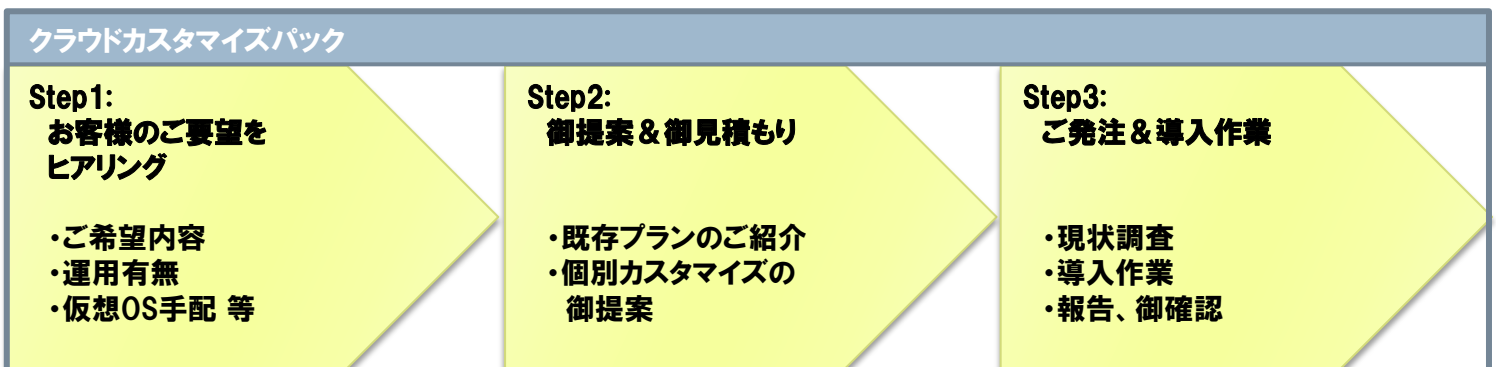 クラウドカスタマイズパック
Step1:
お客様のご要望を
ヒアリング
・ご希望内容
・運用有無
・仮想OS手配 等
Step2:
御提案＆御見積もり
・既存プランのご紹介
・個別カスタマイズの
御提案
Step3:
ご発注＆導入作業
・現状調査
・導入作業
・報告、御確認